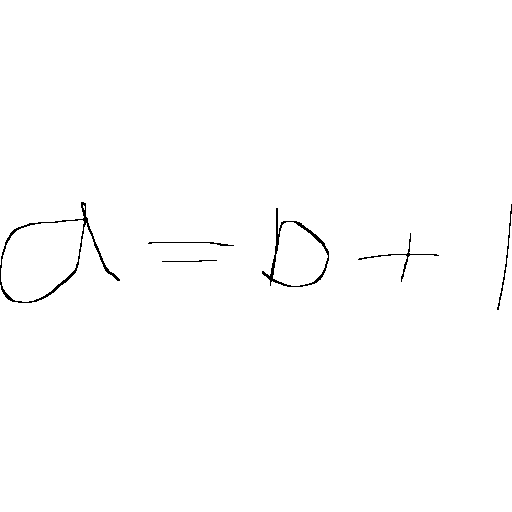 a = b + 1